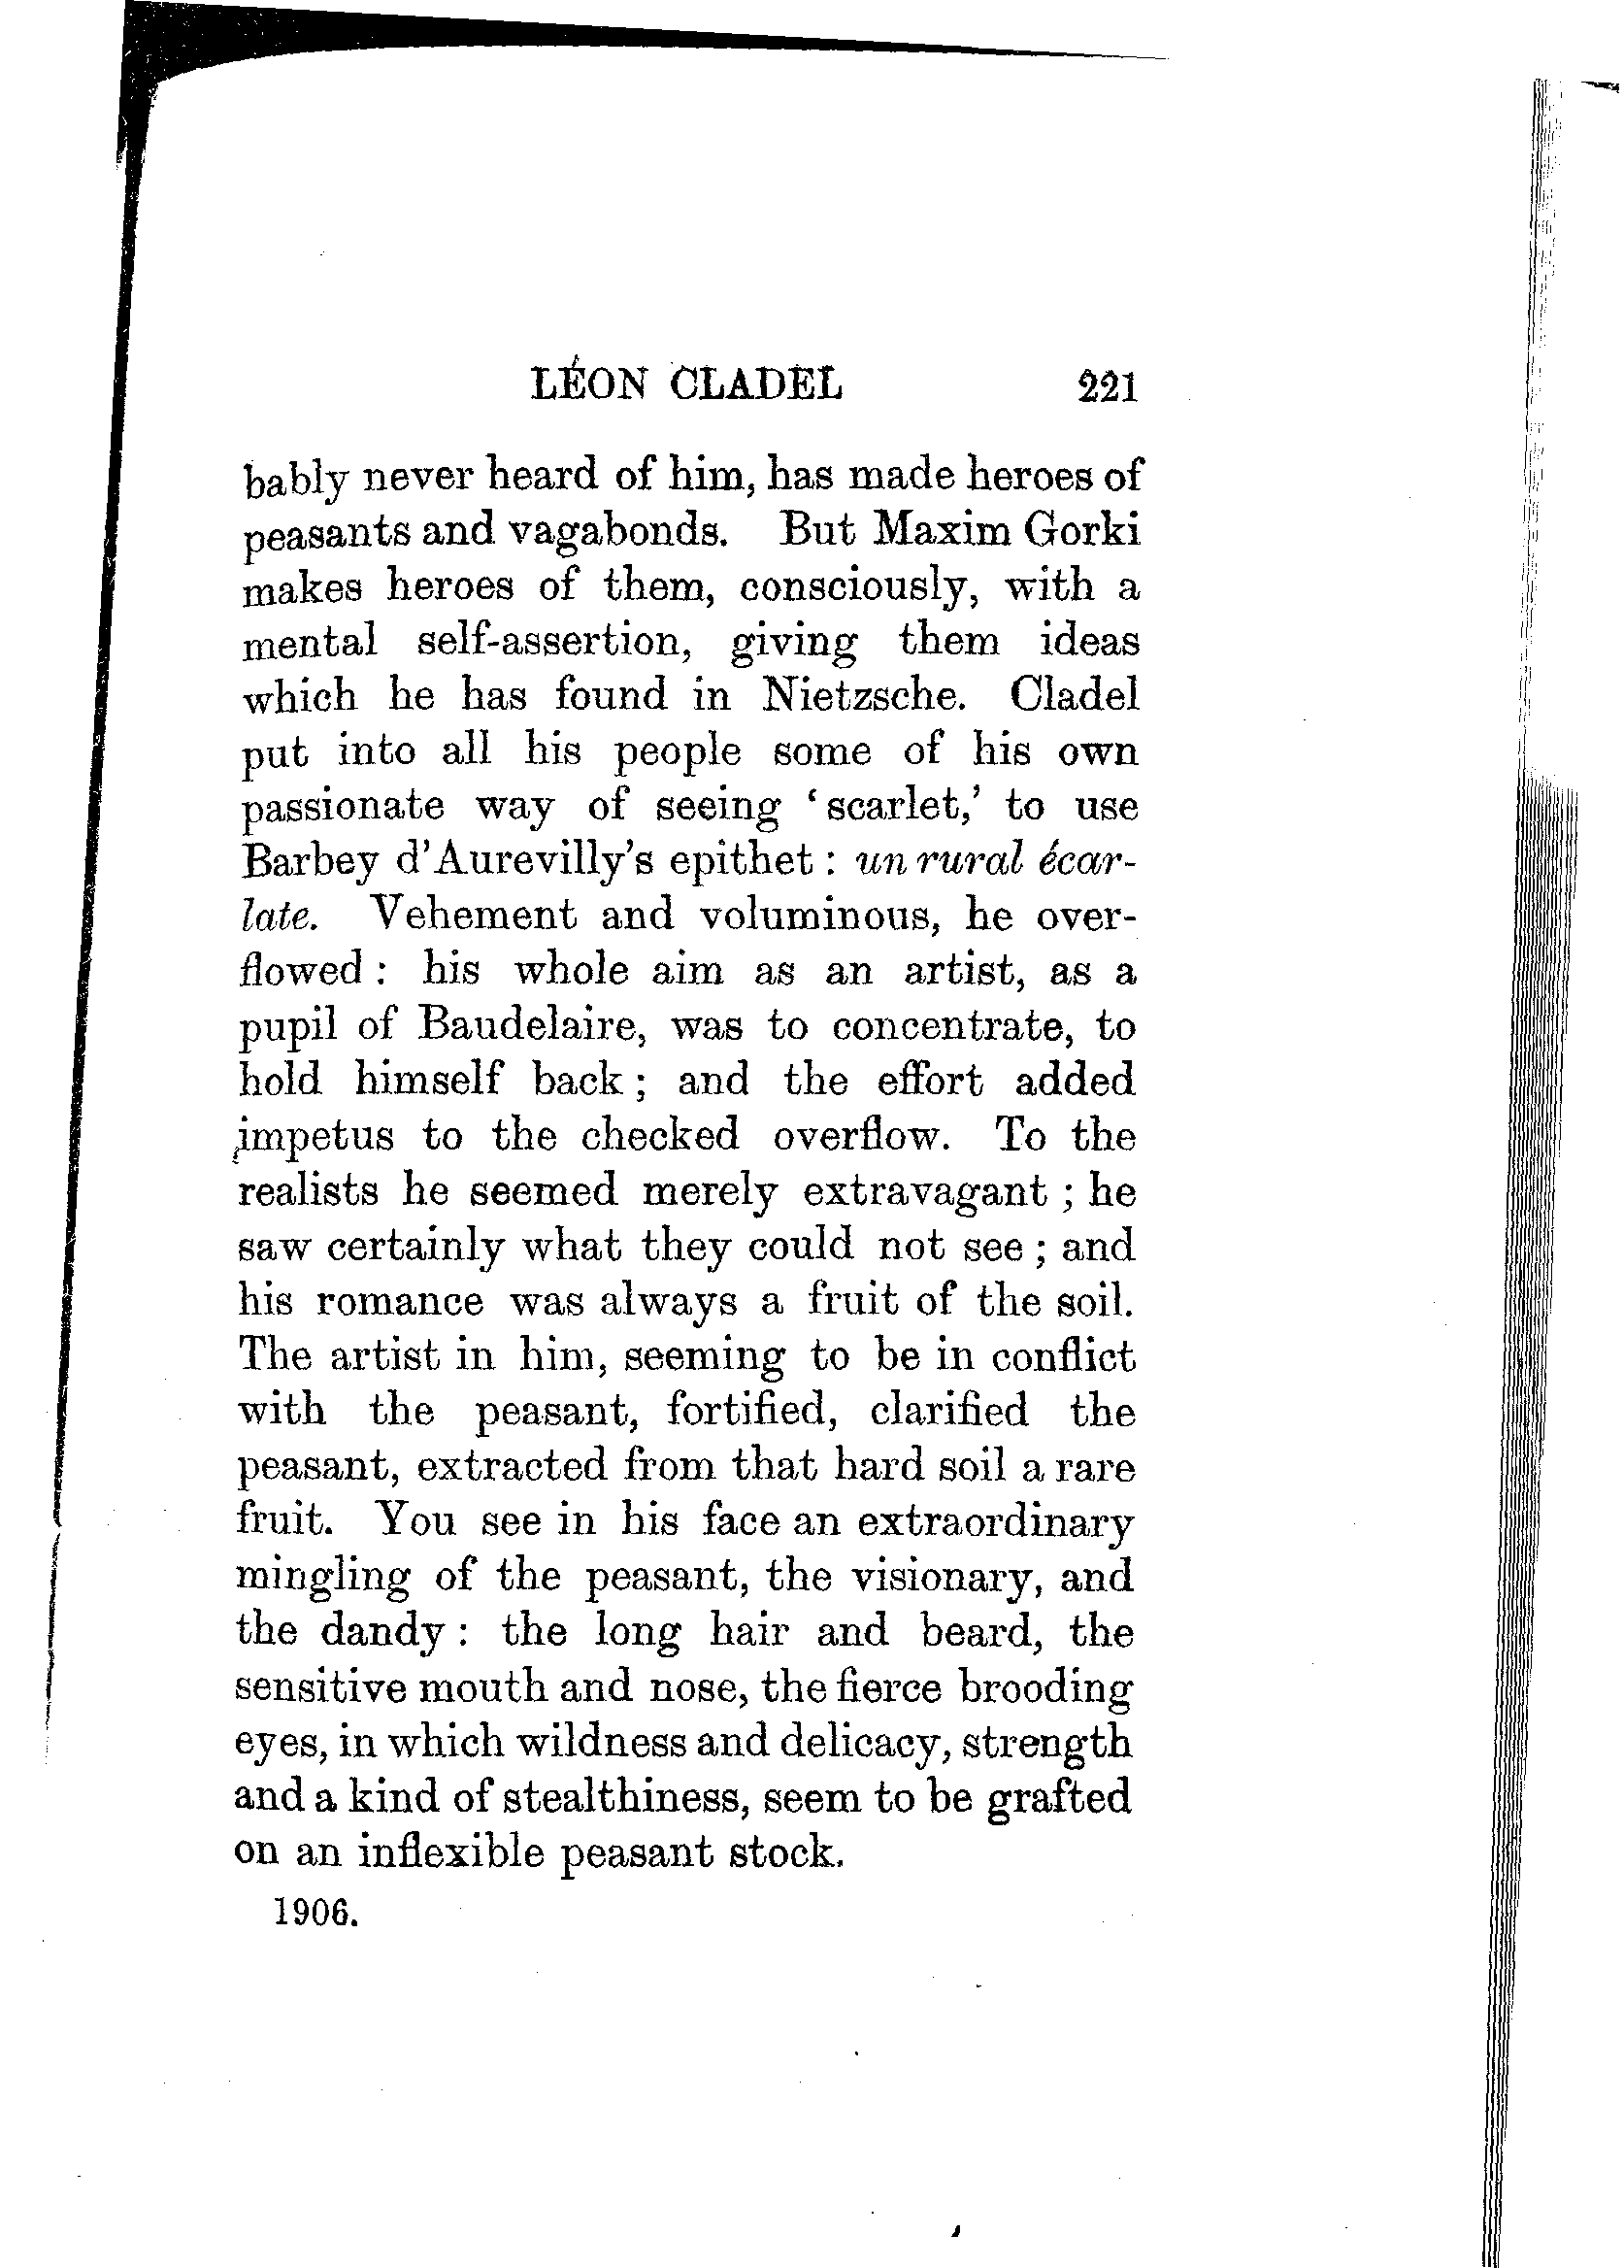 LÉON CLADEL 221
bably never heard of him, has made heroes of
peasants and vagabonds. But Maxim Gorki
makes heroes of them, consciously, with a
mental self-assertion, giving them ideas
which he has found in Nietzsche. Cladel
put into all his people some of his own
passionate way of seeing ‘scarlet,’ to use
Barbey d’Aurevilly’s epithet : un rural écar-
late. Vehement and voluminous, he over-
flowed : his whole aim as an artist, as a
pupil of Baudelaire, was to concentrate, to
hold himself back ; and the effort added
impetus to the checked overflow. To the
realists he seemed merely extravagant ; he
saw certainly what they could not see ; and
his romance was always a fruit of the soil.
The artist in him, seeming to be in conflict
with the peasant, fortified, clarified the
peasant, extracted from that hard soil a rare
fruit. You see in his face an extraordinary
mingling of the peasant, the visionary, and
the dandy : the long hair and beard, the
sensitive mouth and nose, the fierce brooding
eyes, in which wildness and delicacy, strength
and a kind of stealthiness, seem to be grafted
on an inflexible peasant stock.
1906.